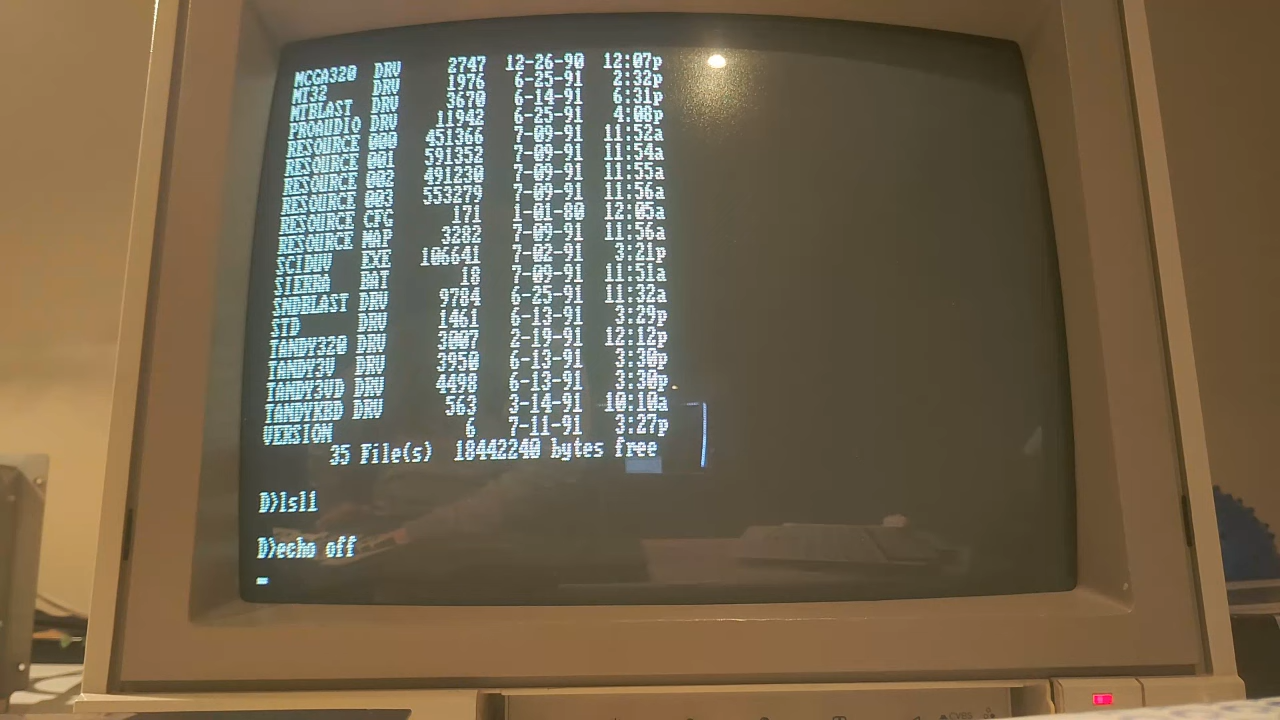 MCGA320 DRV 2747 12-26-90 12:07p
MT32 DRV 1976 6-25-91 2:32p
MTBLAST DRV 3670 6-14-91 6:31p
PROAUDIO DRV 11942 6-25-91 4:08p
RESOURCE 000 451366 7-09-91 11:52a
RESOURCE 001 591352 7-09-91 11:54a
RESOURCE 002 491230 7-09-91 11:55a
RESOURCE 003 553279 7-09-91 11:56a
RESOURCE CFG 171 1-01-80 12:05a
RESOURCE MAP 3282 7-09-91 11:56a
SCIDUV EXE 106641 7-02-91 3:21p
SIERRA BAT 18 7-09-91 11:51a
SNDBLAST DRV 9784 6-25-91 11:32a
STD DRV 1461 6-13-91 3:29p
TANDY320 DRV 3007 2-19-91 12:12p
TANDY3V DRV 3950 6-13-91 3:30p
TANDY3VD DRV 4498 6-13-91 3:30p
TANDYKBD DRV 563 3-14-91 10:10a
VERSION 6 7-11-91 3:27p
35 File(s) 18442240 bytes free
D>lsl1
D>echo off